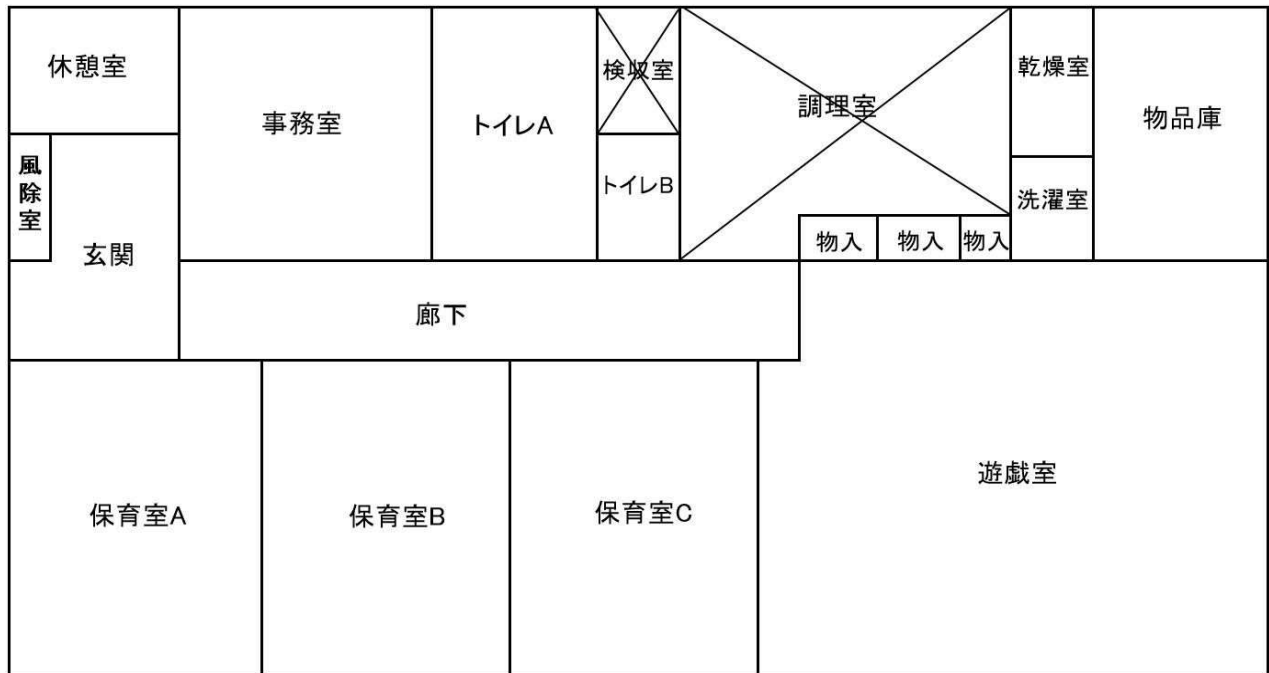 休憩室
事務室
トイレA
検収室
調理室
乾燥室
物品庫
風除室
玄関
トイレB
洗濯室
物入
物入
物入
廊下
保育室A
保育室B
保育室C
遊戯室